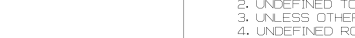 2. UNDEFINED TO
3. UNLESS OTHER
4. UNDEFINED RO